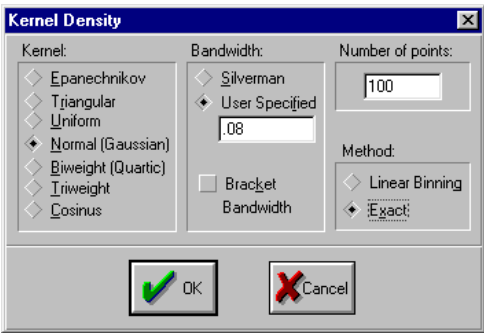 Kernel Density
Kernel:
Epanechnikov
Triangular
Uniform
Normal (Gaussian)
Biweight (Quartic)
Triweight
Cosinus
Bandwidth:
Silverman
User Specified
.08
Bracket
Bandwidth
Number of points:
100
Method:
Linear Binning
Exact
OK
Cancel